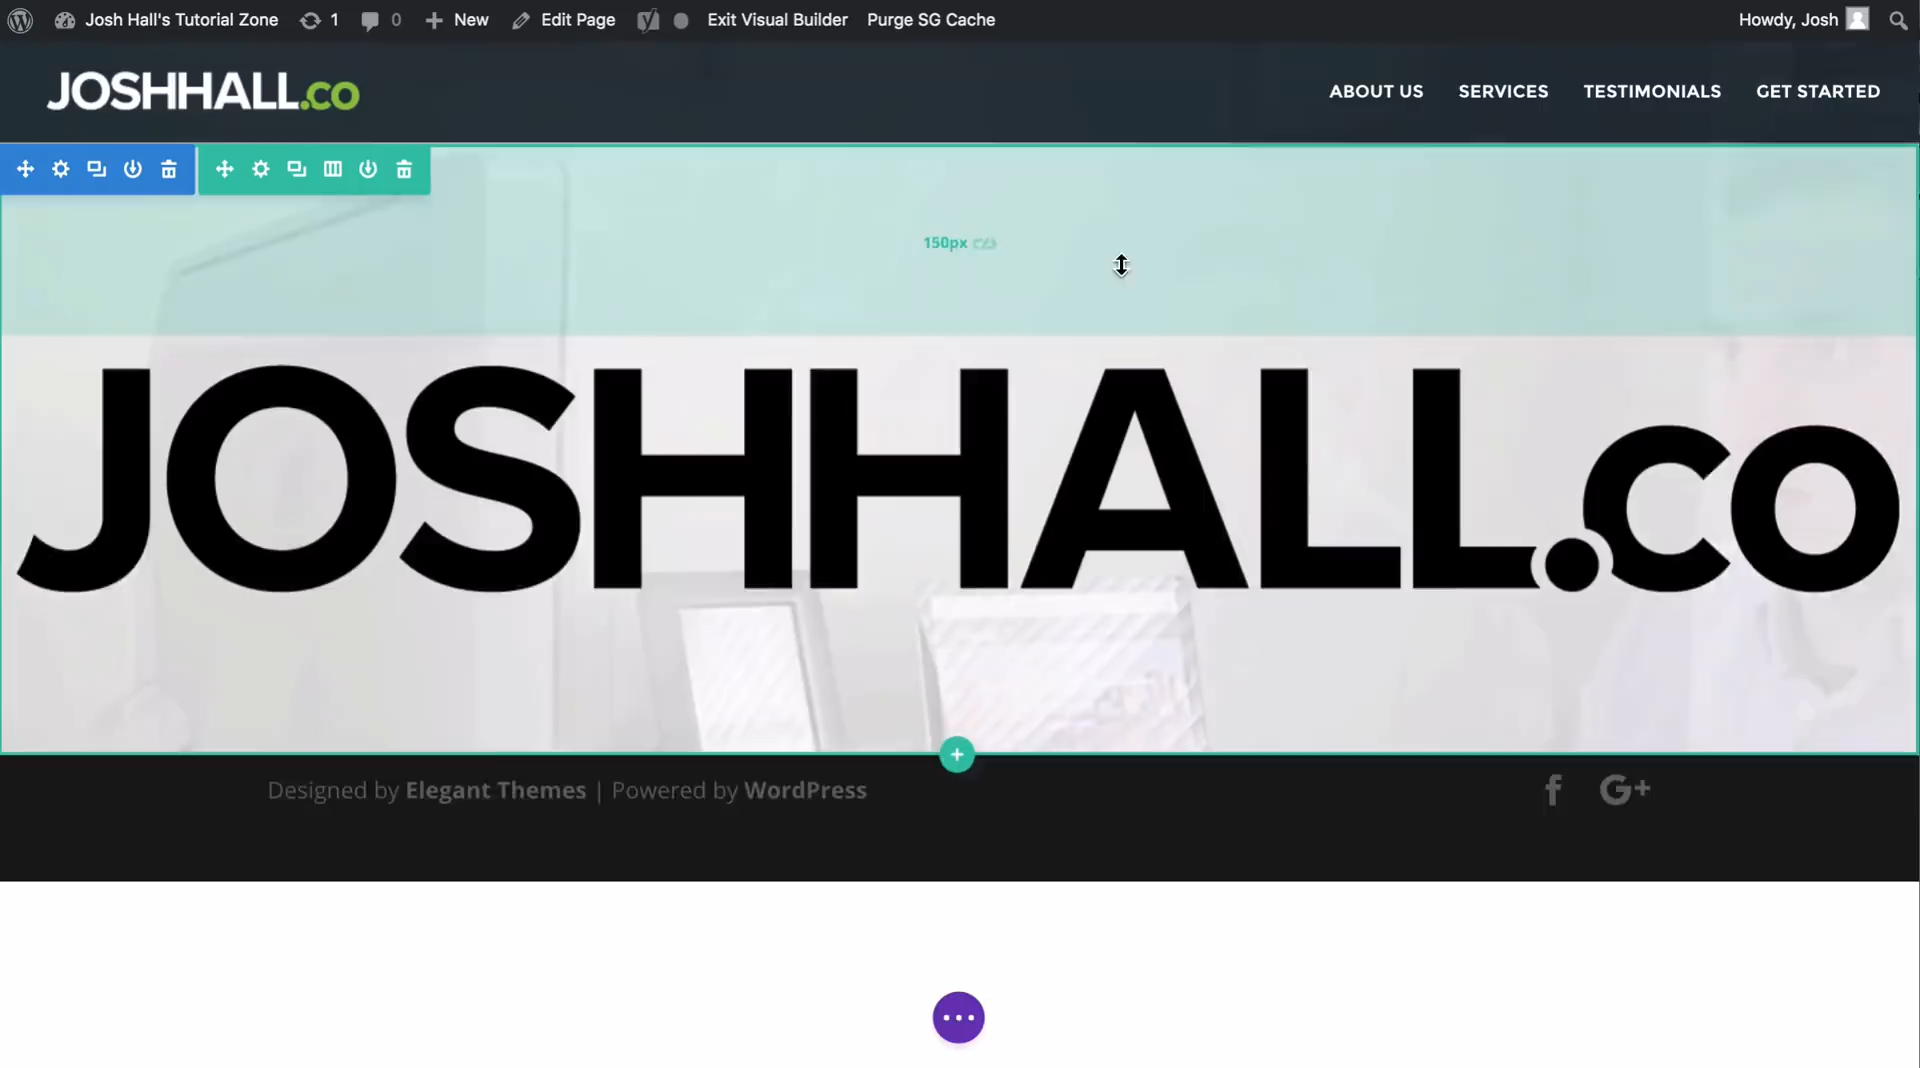 Josh Hall's Tutorial Zone 1 0 New Edit Page Exit Visual Builder Purge SG Cache Howdy, Josh
JOSHHALL.co ABOUT US SERVICES TESTIMONIALS GET STARTED
150px
JOSHHALL.co
Designed by Elegant Themes | Powered by WordPress